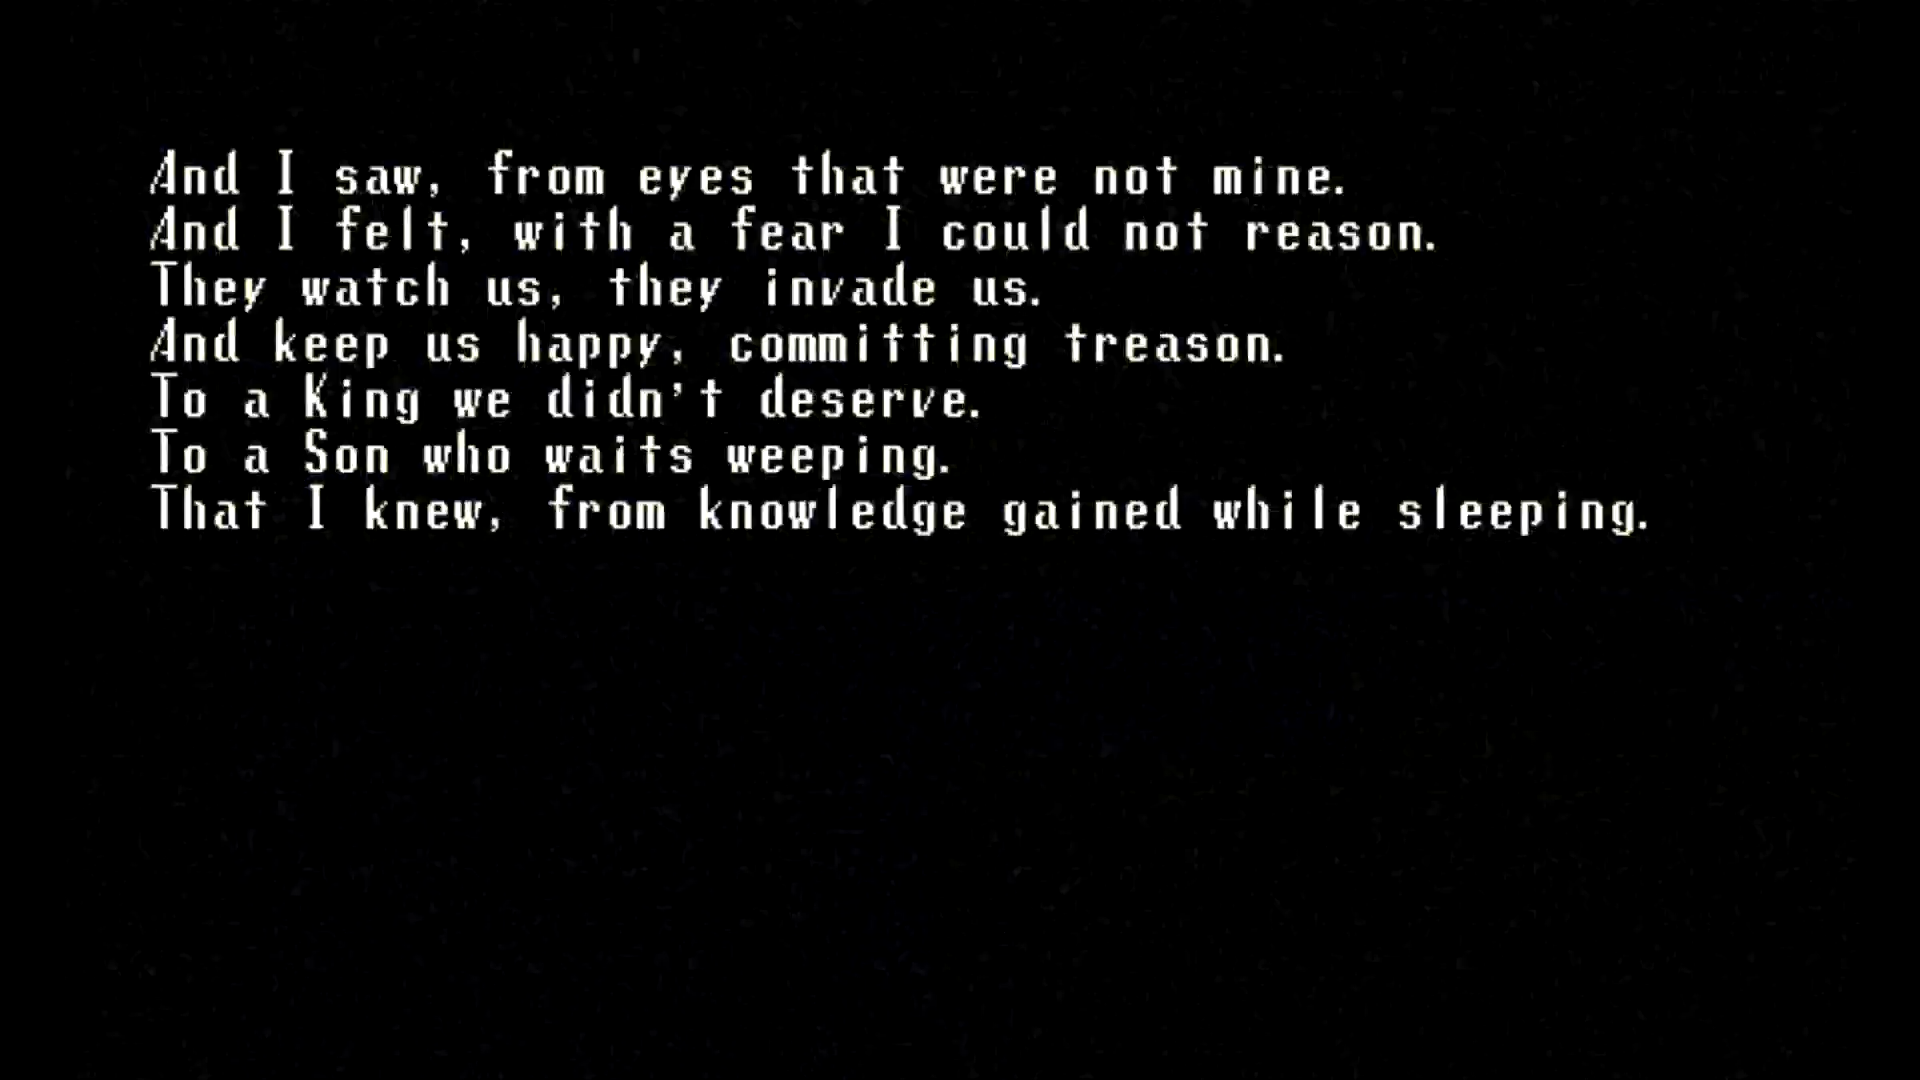 And I saw, from eyes that were not mine.
And I felt, with a fear I could not reason.
They watch us, they invade us.
And keep us happy, committing treason.
To a King we didn't deserve.
To a Son who waits weeping.
That I knew, from knowledge gained while sleeping.